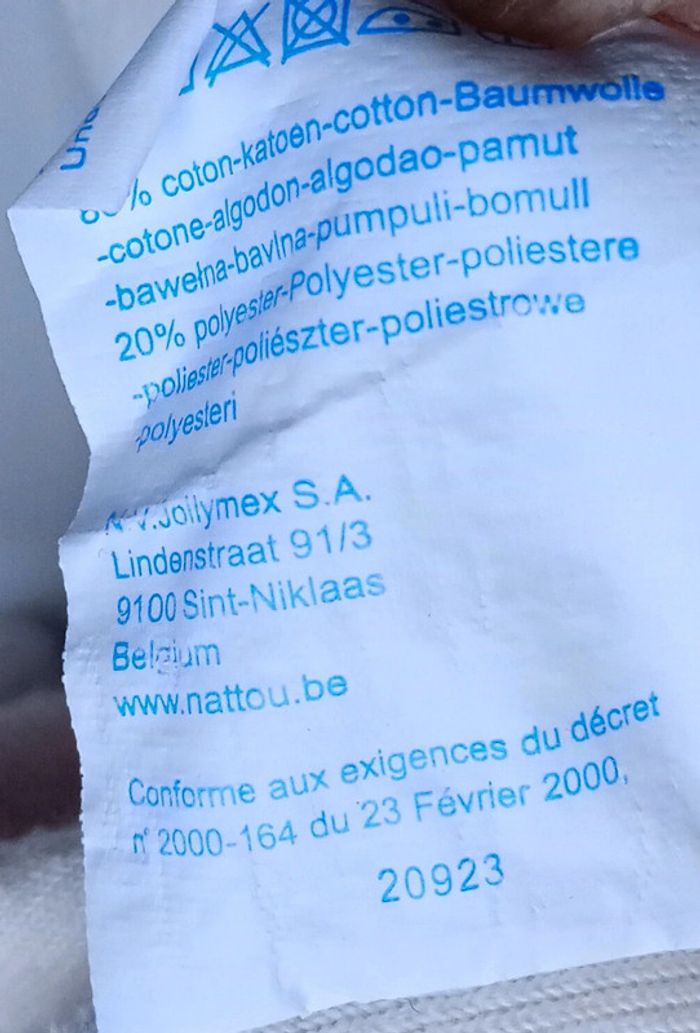 Une
80% coton-katoen-cotton-Baumwolle
-cotone-algodon-algodao-pamut
-bawełna-bavlna-pumpuli-bomull
20% polyester-Polyester-poliestere
-poliester-poliészter-poliestrowe
polyesteri
N.V.Jollymex S.A.
Lindenstraat 91/3
9100 Sint-Niklaas
Belgium
www.nattou.be
Conforme aux exigences du décret
n° 2000-164 du 23 Février 2000,
20923